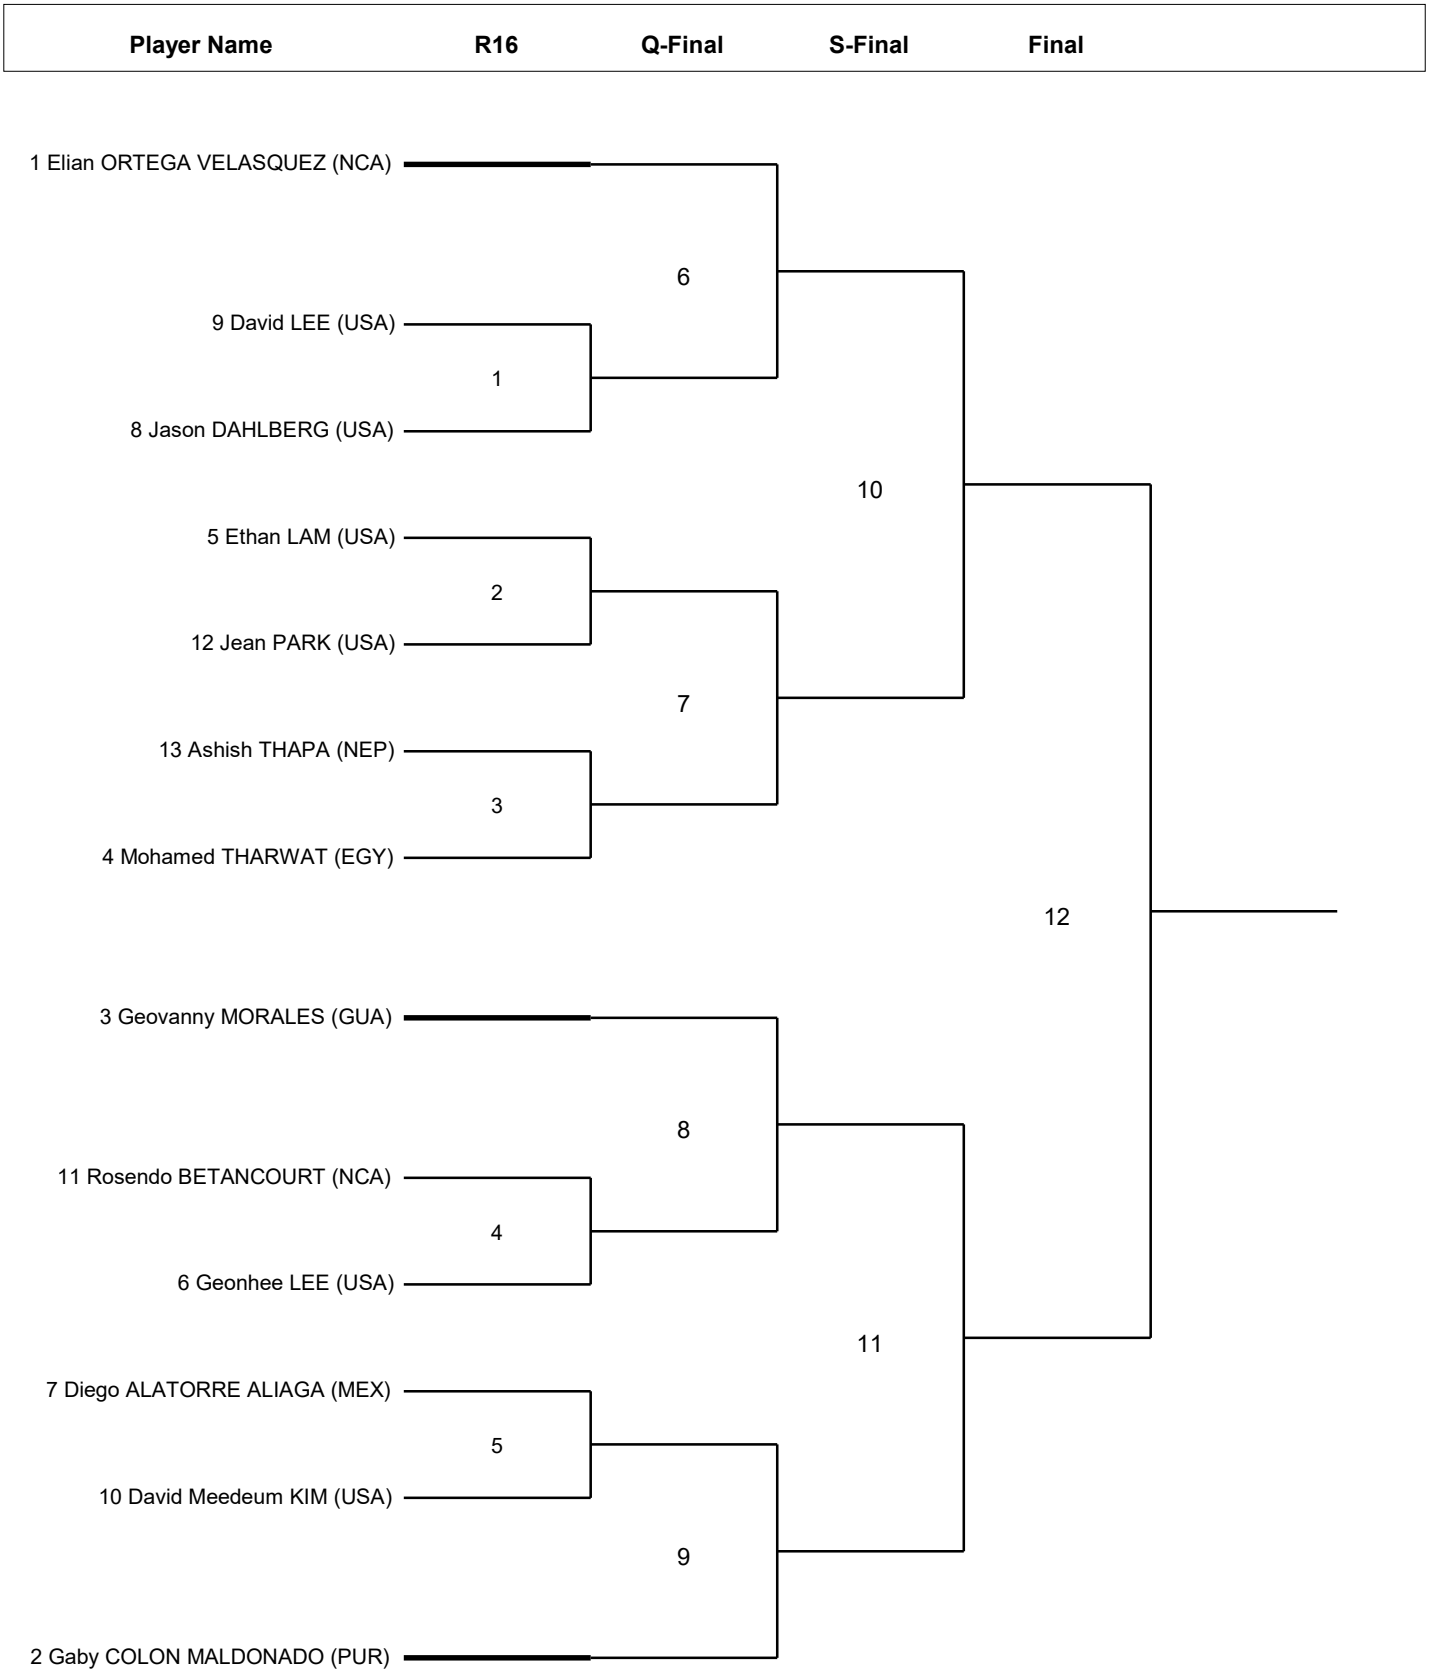 Player Name R16 Q-Final S-Final Final
1 Elian ORTEGA VELASQUEZ (NCA)
6
9 David LEE (USA)
1
8 Jason DAHLBERG (USA)
10
5 Ethan LAM (USA)
2
12 Jean PARK (USA)
7
13 Ashish THAPA (NEP)
3
4 Mohamed THARWAT (EGY)
12
3 Geovanny MORALES (GUA)
8
11 Rosendo BETANCOURT (NCA)
4
6 Geonhee LEE (USA)
11
7 Diego ALATORRE ALIAGA (MEX)
5
10 David Meedeum KIM (USA)
9
2 Gaby COLON MALDONADO (PUR)